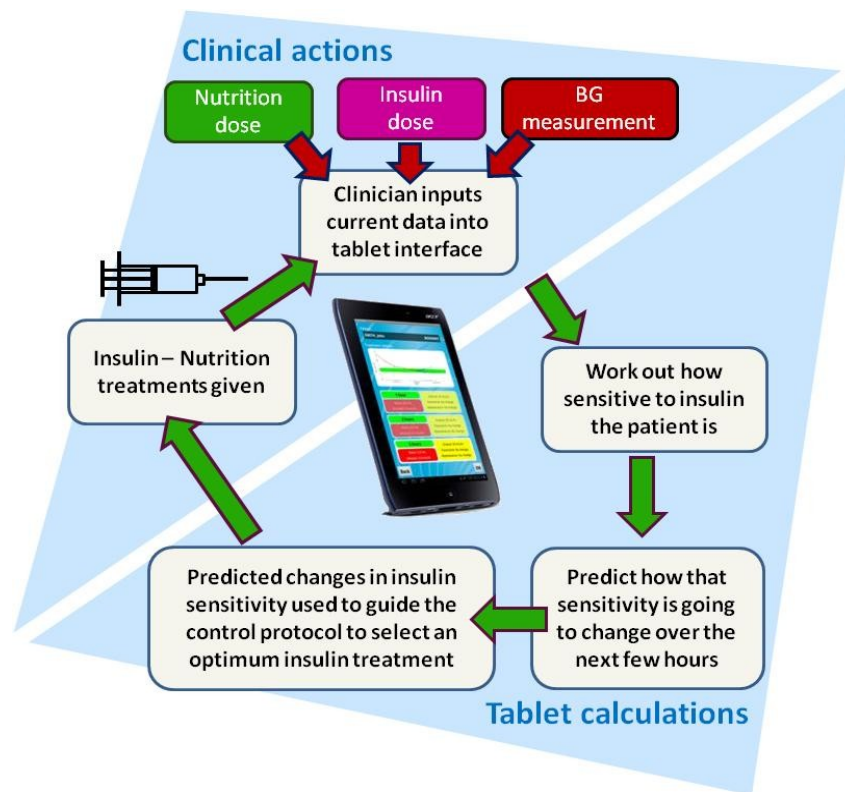 Clinical actions
Nutrition
dose
Insulin
dose
BG
measurement
Clinician inputs
current data into
tablet interface
Insulin – Nutrition
treatments given
Work out how
sensitive to insulin
the patient is
Predicted changes in insulin
sensitivity used to guide the
control protocol to select an
optimum insulin treatment
Predict how that
sensitivity is going
to change over the
next few hours
Tablet calculations
acer
Back